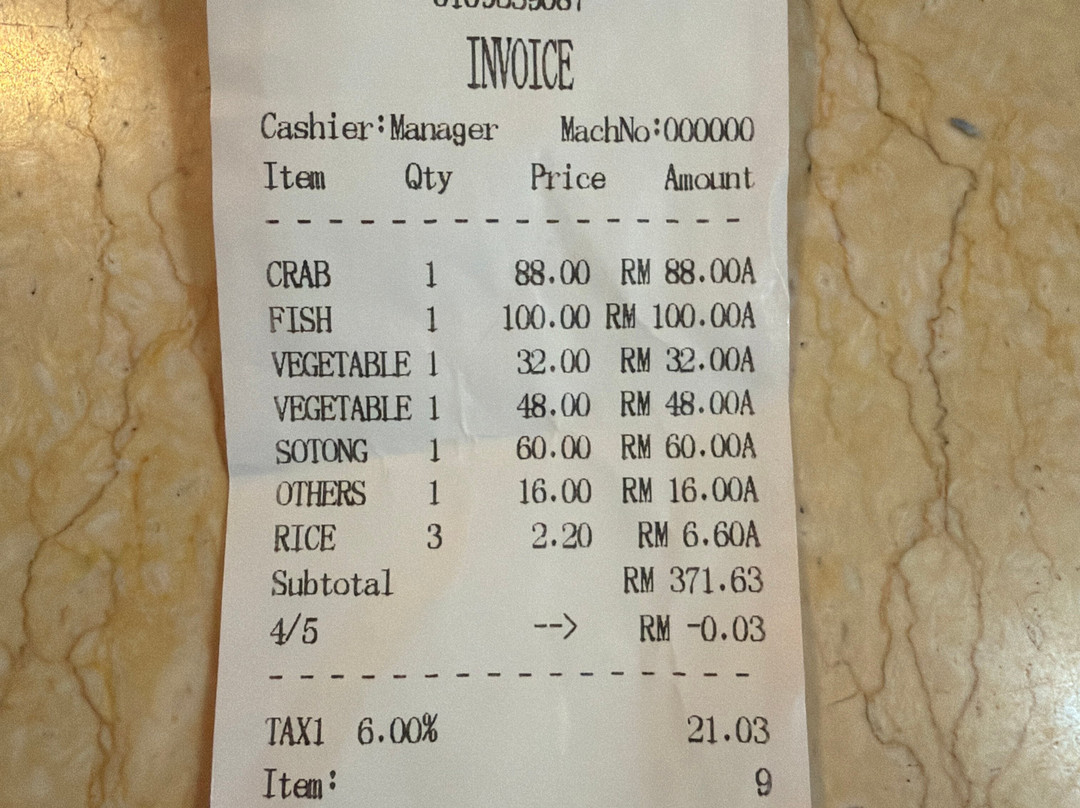 INVOICE
Cashier:Manager MachNo:000000
Item Qty Price Amount
- - - - - - - - - - - - - - - -
CRAB 1 88.00 RM 88.00A
FISH 1 100.00 RM 100.00A
VEGETABLE 1 32.00 RM 32.00A
VEGETABLE 1 48.00 RM 48.00A
SOTONG 1 60.00 RM 60.00A
OTHERS 1 16.00 RM 16.00A
RICE 3 2.20 RM 6.60A
Subtotal RM 371.63
4/5 --> RM -0.03
- - - - - - - - - - - - - - - -
TAX1 6.00% 21.03
Item: 9